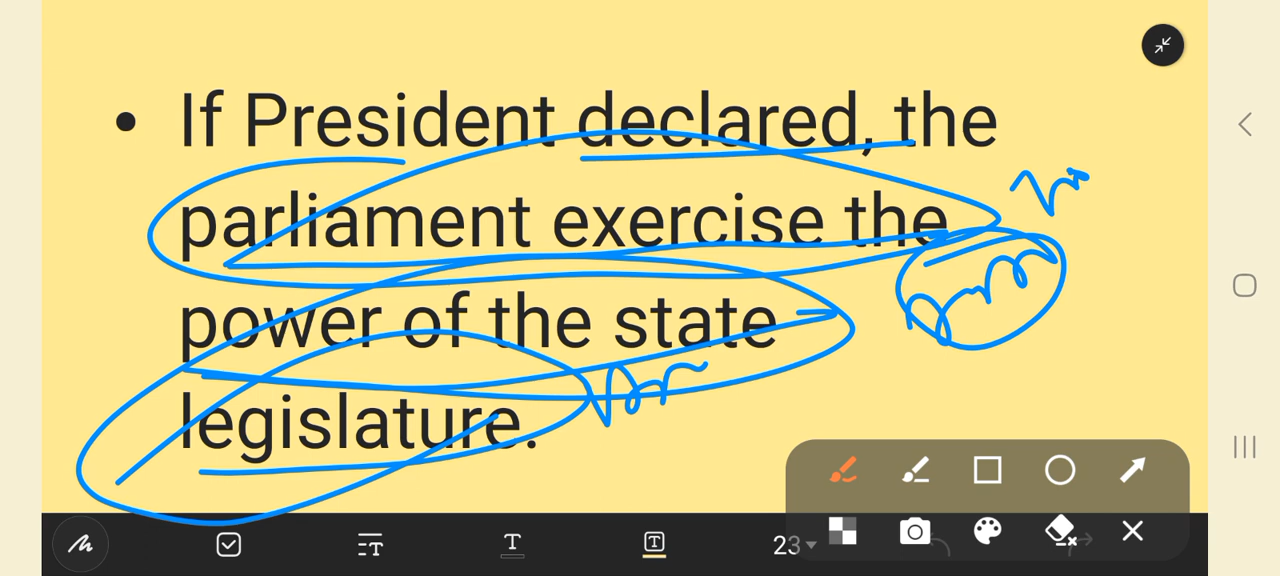 • If President declared, the
parliament exercise the
power of the state
legislature.
23